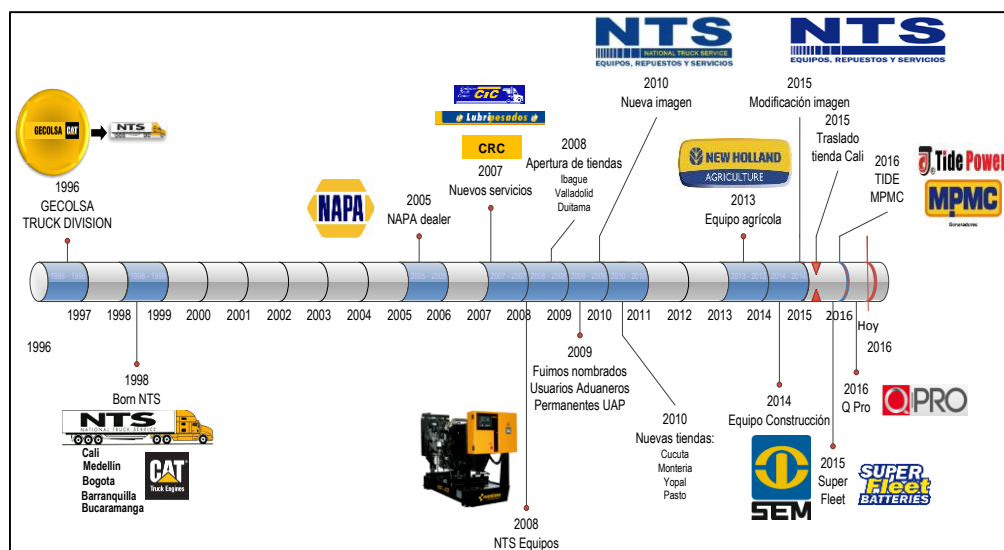 NTS
NATIONAL TRUCK SERVICE
EQUIPOS, REPUESTOS Y SERVICIOS
NTS
EQUIPOS, REPUESTOS Y SERVICIOS
GECOLSA CAT
NTS
1996
GECOLSA
TRUCK DIVISION
NAPA
2005
NAPA dealer
CTC
Lubripesados
CRC
2007
Nuevos servicios
2008
Apertura de tiendas
Ibague
Valladolid
Duitama
2010
Nueva imagen
NEW HOLLAND
AGRICULTURE
2013
Equipo agrícola
2015
Modificación imagen
2015
Traslado
tienda Cali
2016
TIDE
MPMC
Tide Power
MPMC
Generadores
1997 1998 1999 2000 2001 2002 2003 2004 2005 2006 2007 2008 2009 2010 2011 2012 2013 2014 2015 2016
Hoy
1996
2016
1998
Born NTS
NTS
NATIONAL TRUCK SERVICE
Cali
Medellín
Bogota
Barranquilla
Bucaramanga
CAT
Truck Engines
2008
NTS Equipos
2009
Fuimos nombrados
Usuarios Aduaneros
Permanentes UAP
2010
Nuevas tiendas:
Cucuta
Monteria
Yopal
Pasto
2014
Equipo Construcción
SEM
2015
Super
Fleet
SUPER
Fleet
BATTERIES
2016
Q Pro
Q PRO